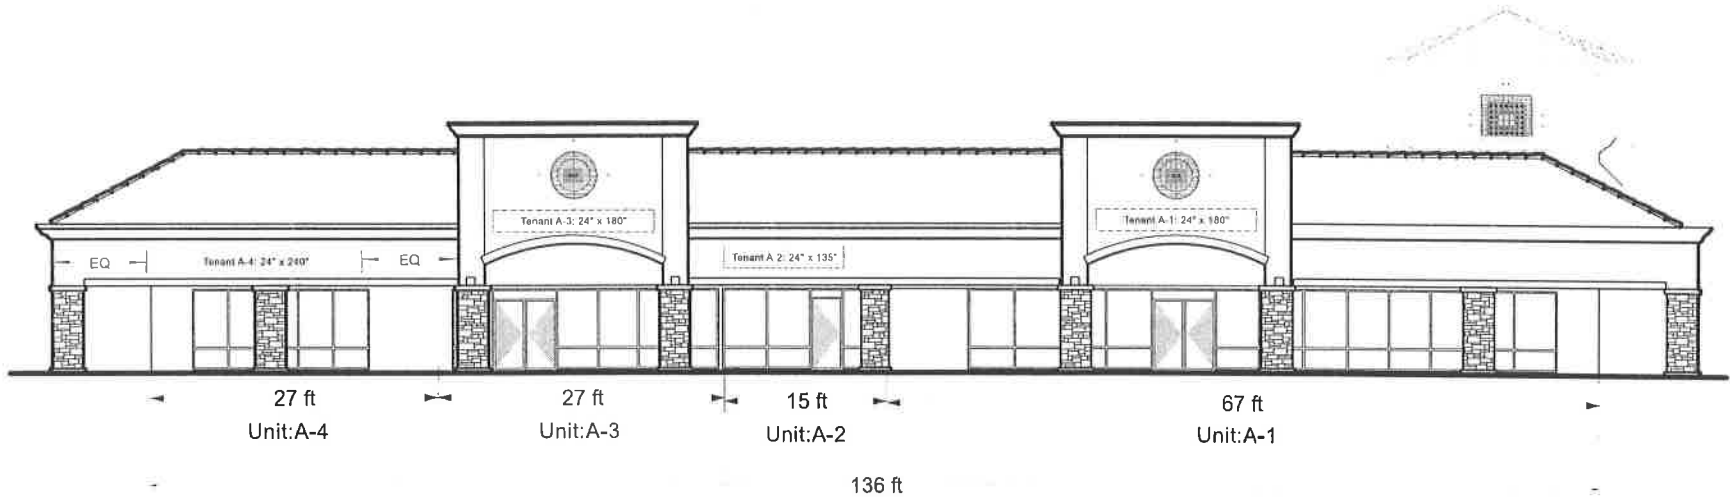 Tenant A-3: 24" x 180"
Tenant A-1: 24" x 180"
EQ
Tenant A-4: 24" x 240"
EQ
Tenant A 2: 24" x 135"
27 ft
27 ft
15 ft
67 ft
Unit:A-4
Unit:A-3
Unit:A-2
Unit:A-1
136 ft